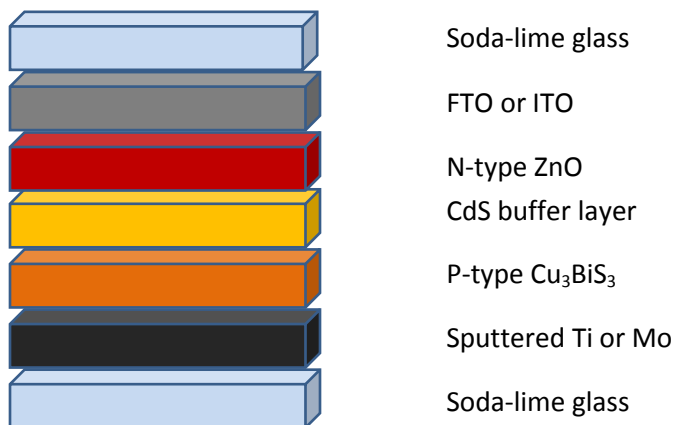 Soda-lime glass
FTO or ITO
N-type ZnO
CdS buffer layer
P-type Cu₃BiS₃
Sputtered Ti or Mo
Soda-lime glass